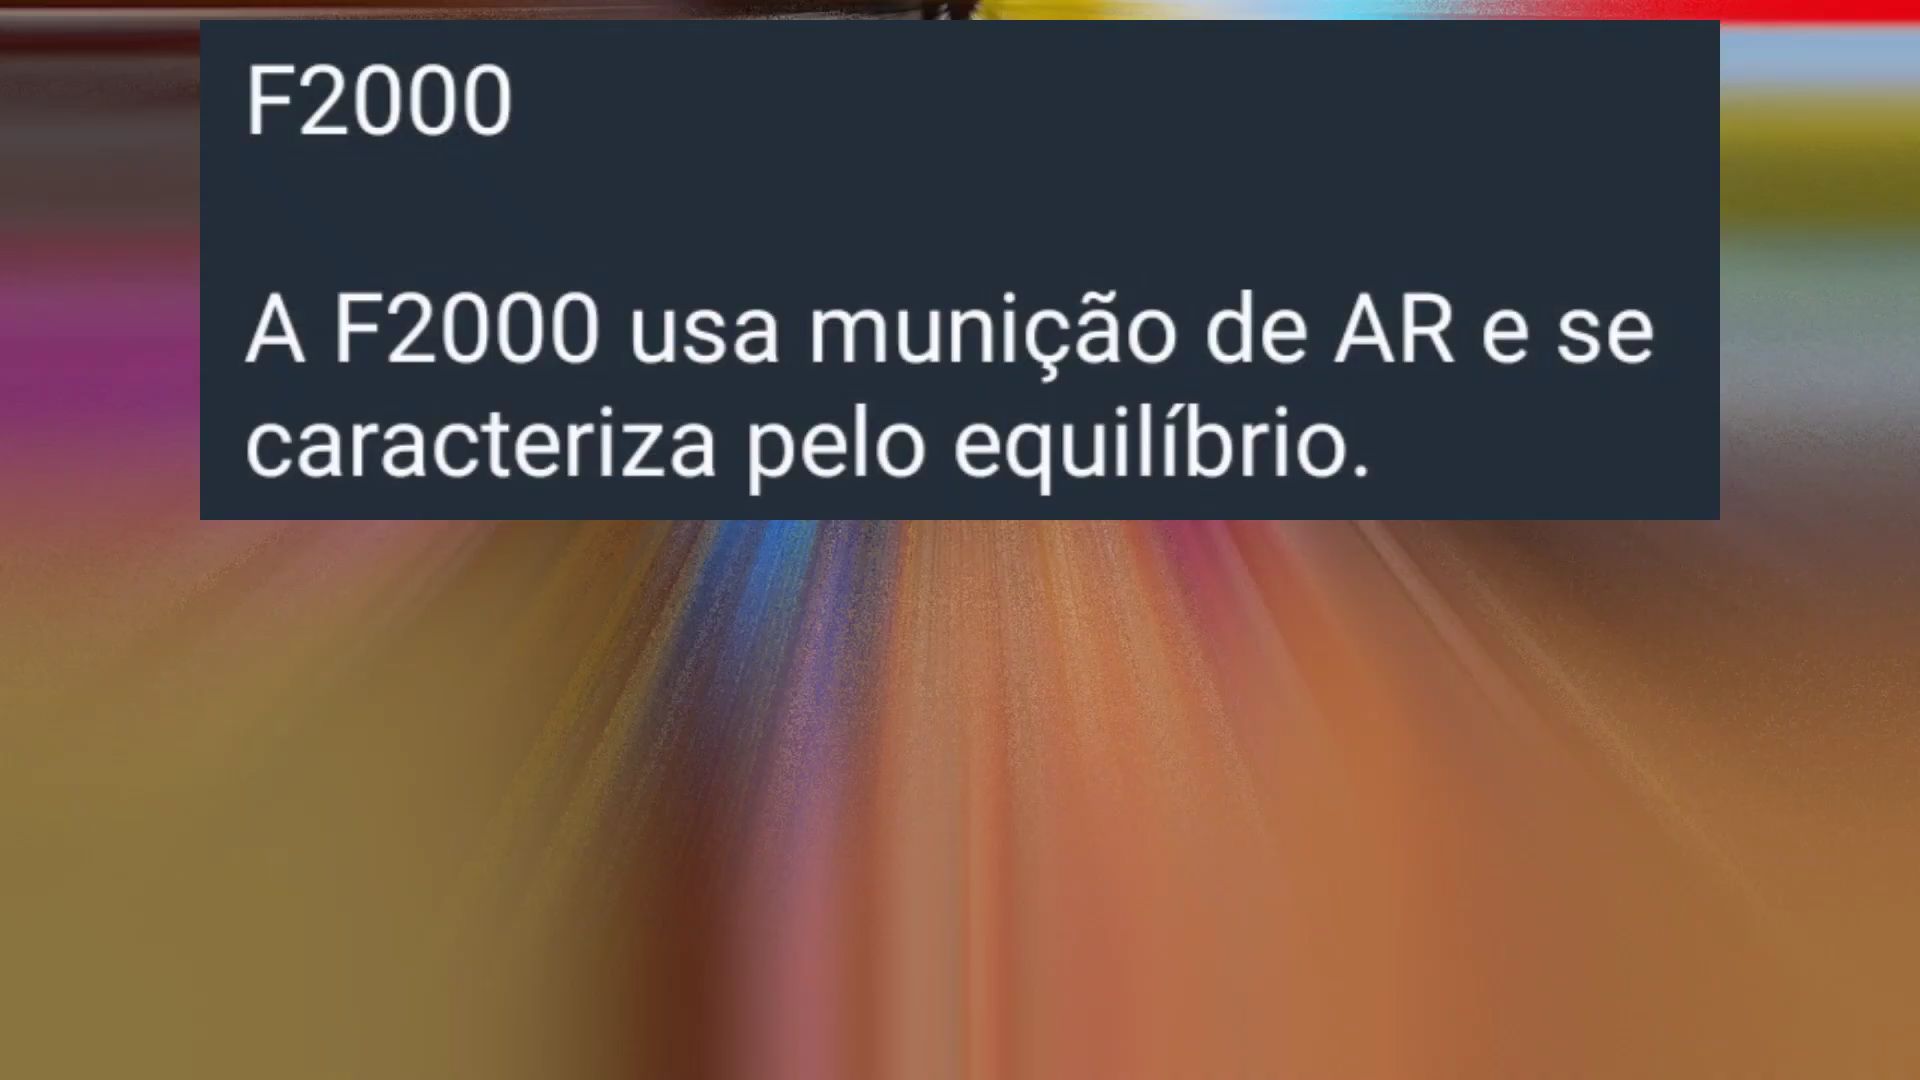 F2000
A F2000 usa munição de AR e se
caracteriza pelo equilíbrio.